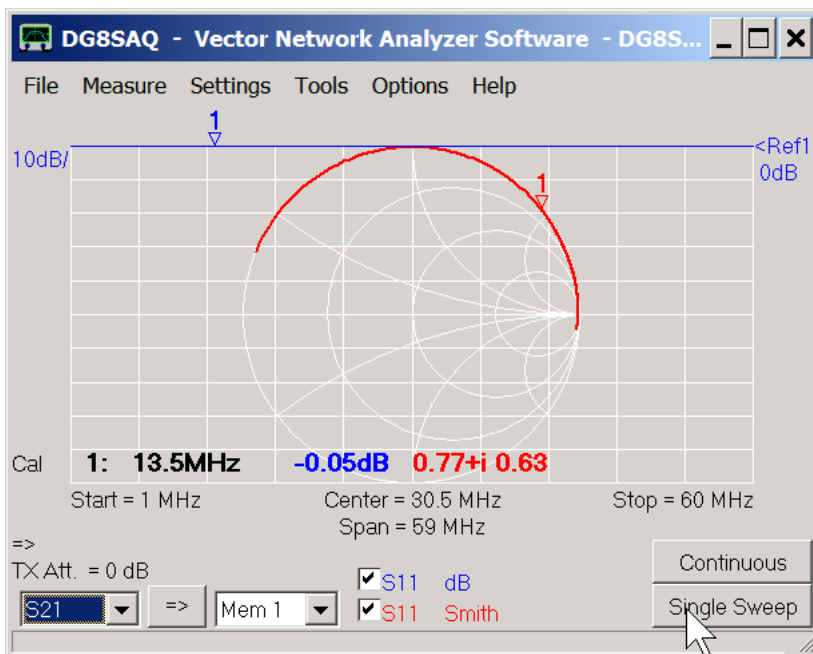 DG8SAQ - Vector Network Analyzer Software - DG8S...
File Measure Settings Tools Options Help
1
10dB/
<Ref1
0dB
1
Cal 1: 13.5MHz -0.05dB 0.77+i 0.63
Start = 1 MHz Center = 30.5 MHz Stop = 60 MHz
Span = 59 MHz
=>
TX Att. = 0 dB
S11 dB
Continuous
S21 => Mem 1
S11 Smith
Single Sweep